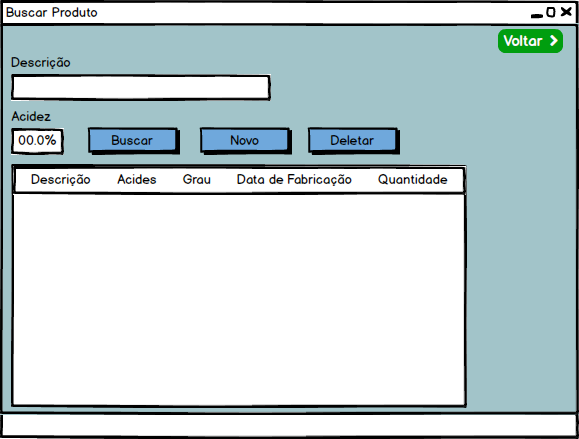 Buscar Produto
Voltar
Descrição
Acidez
00.0% Buscar Novo Deletar
Descrição Acides Grau Data de Fabricação Quantidade